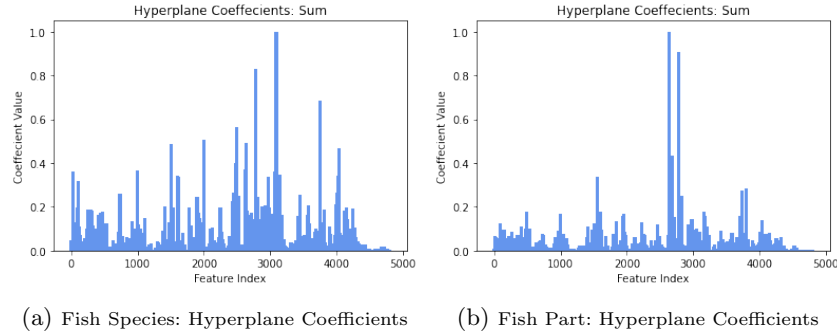 Hyperplane Coeffecients: Sum
1.0
0.8
0.6
0.4
0.2
0.0
Coeffecient Value
0 1000 2000 3000 4000 5000
Feature Index
(a) Fish Species: Hyperplane Coefficients
Hyperplane Coeffecients: Sum
1.0
0.8
0.6
0.4
0.2
0.0
Coeffecient Value
0 1000 2000 3000 4000 5000
Feature Index
(b) Fish Part: Hyperplane Coefficients